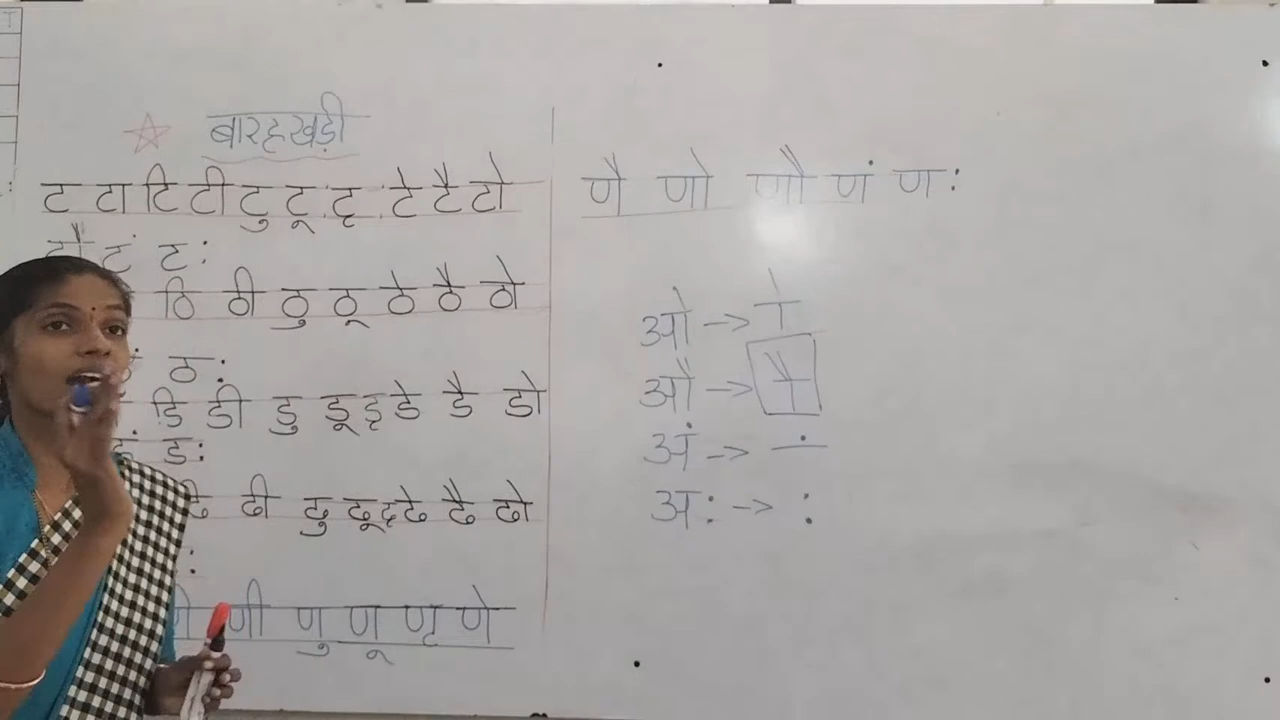 बारहखड़ी
ट टा टि टी टु टू टृ टे टै टो
टौ टं टः
ठि ठी ठु ठू ठे ठै ठो
ठः
डि डी डु डू डृ डे डै डो
डं डः
ढि ढी ढु ढू ढृ ढे ढै ढो
:
णी णु णू णृ णे
णै णो णौ णं णः
ओ -> ो
औ -> ौ
अं -> ं
अः -> ः